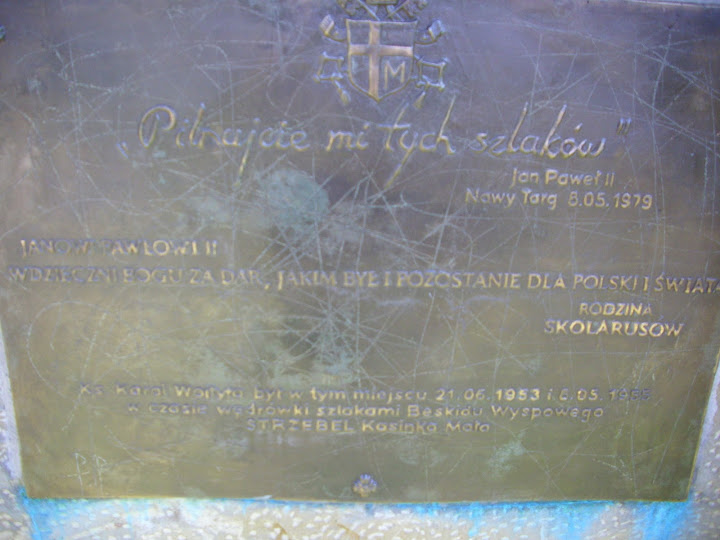 M
„Pilnujcie mi tych szlaków"
Jan Paweł II
Nowy Targ 8.05.1979
JANOWI PAWŁOWI II
WDZIĘCZNI BOGU ZA DAR, JAKIM BYŁ I POZOSTANIE DLA POLSKI I ŚWIATA
RODZINA
SKOLARUSÓW
Ks. Karol Wojtyła był w tym miejscu 21.06.1953 i 5.05.
w czasie wędrówki szlakami Beskidu Wyspowego
STRZEBEL Kasinka Mała